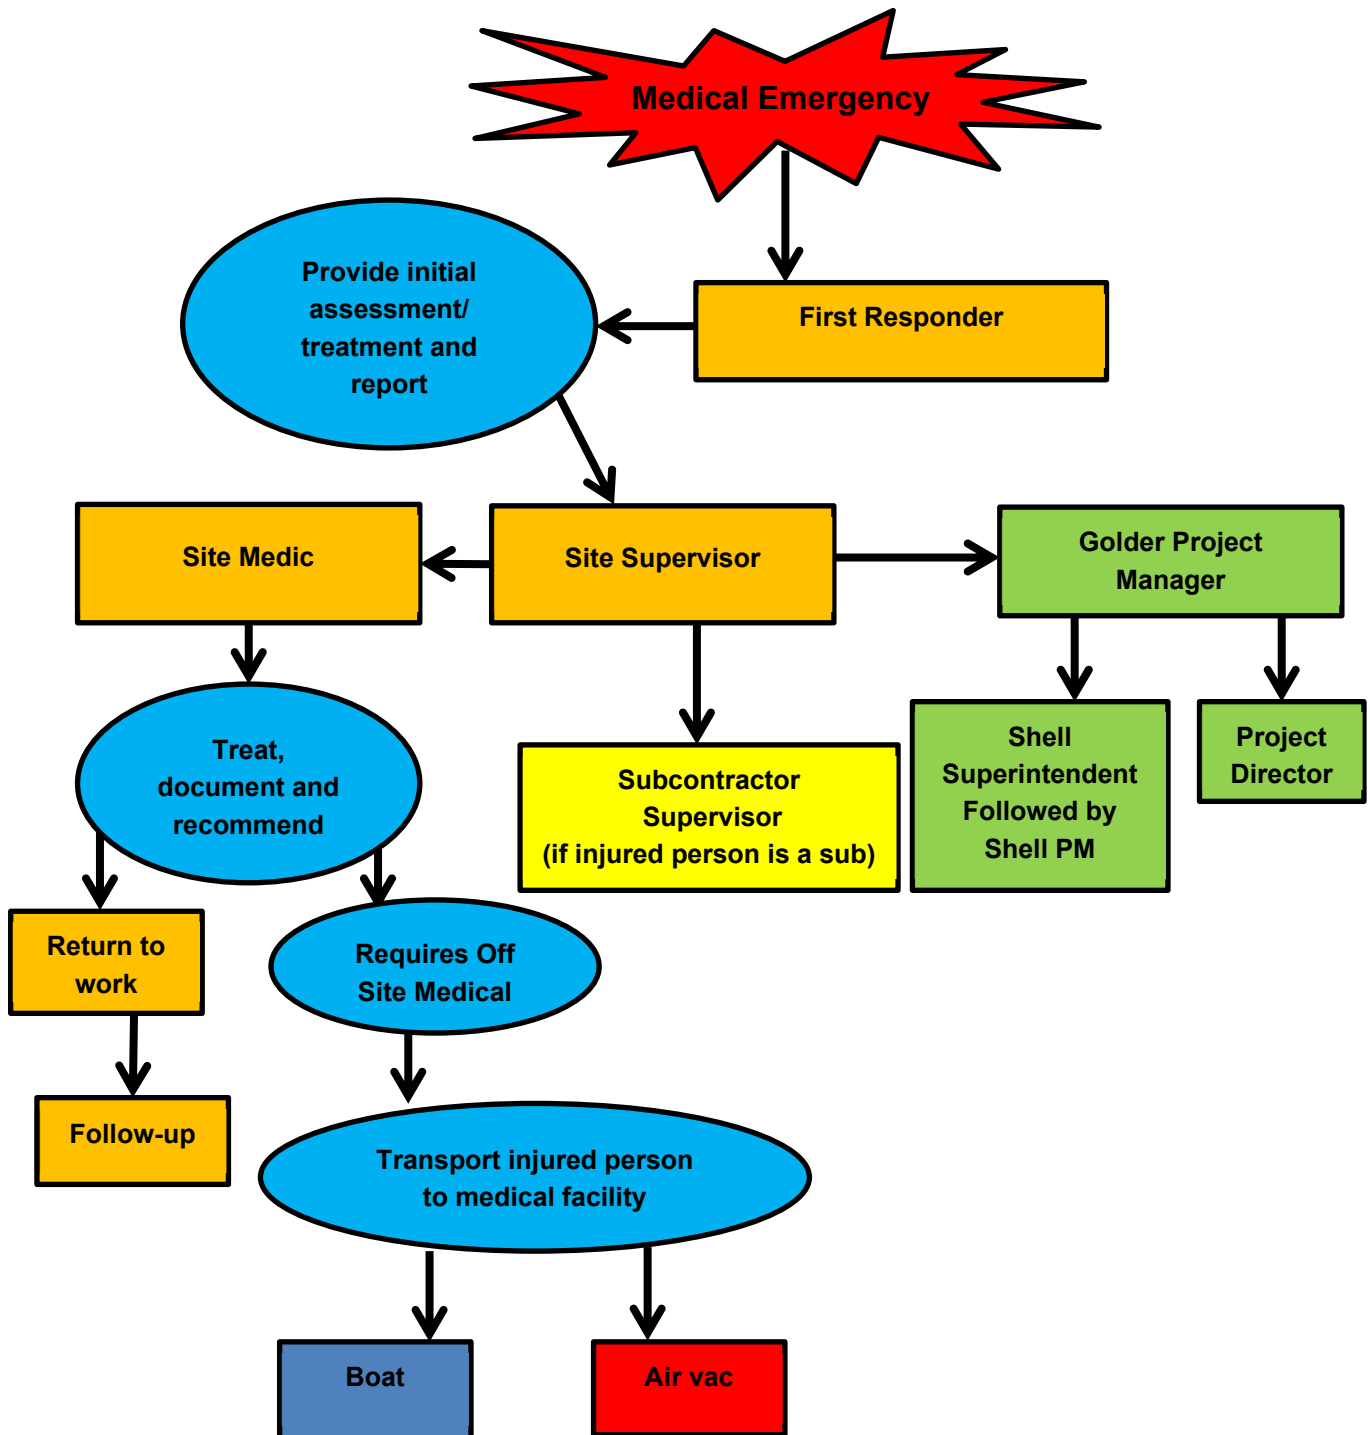 Medical Emergency
Provide initial
assessment/
treatment and
report
First Responder
Site Medic
Site Supervisor
Golder Project
Manager
Treat,
document and
recommend
Subcontractor
Supervisor
(if injured person is a sub)
Shell
Superintendent
Followed by
Shell PM
Project
Director
Return to
work
Requires Off
Site Medical
Follow-up
Transport injured person
to medical facility
Boat
Air vac